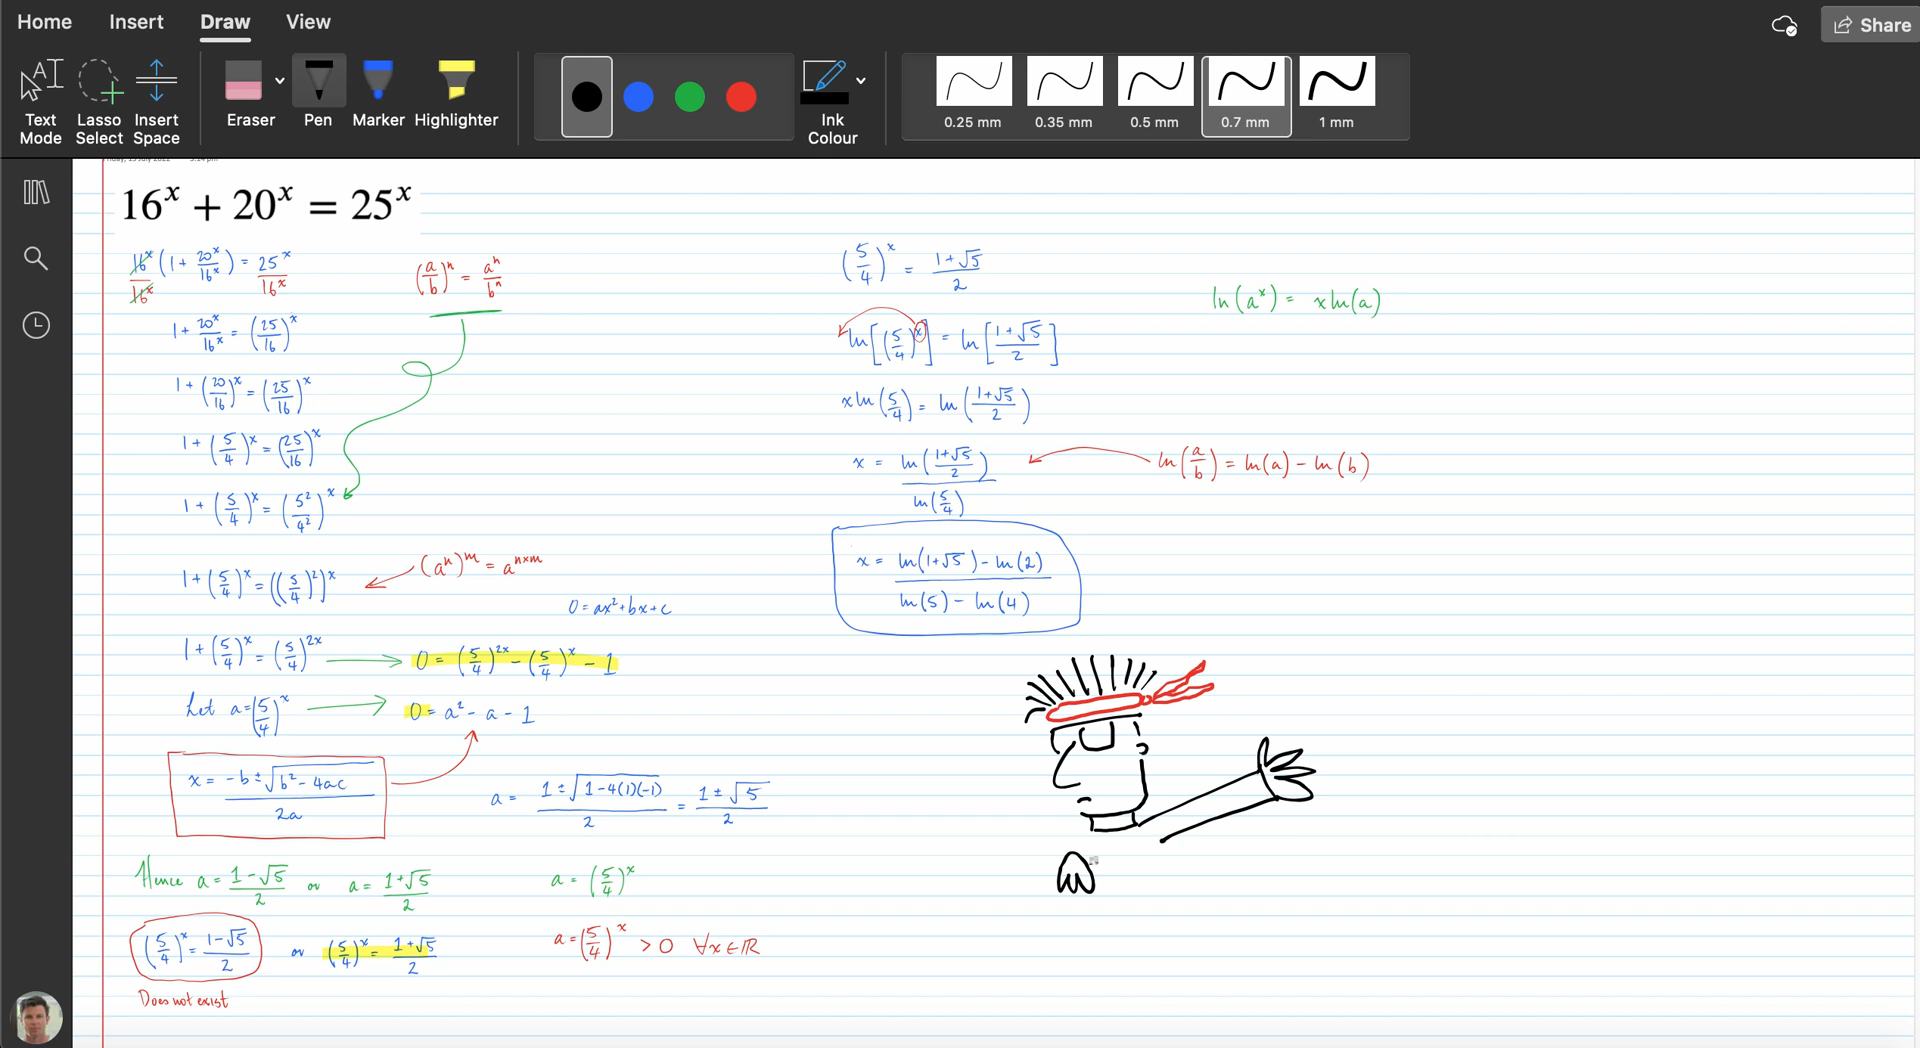 Home Insert Draw View
Share
Text Mode
Lasso Select
Insert Space
Eraser
Pen
Marker
Highlighter
Ink Colour
0.25 mm
0.35 mm
0.5 mm
0.7 mm
1 mm
16^x + 20^x = 25^x
16^x/16^x (1 + 20^x/16^x) = 25^x/16^x
(a/b)^n = a^n/b^n
1 + 20^x/16^x = (25/16)^x
1 + (20/16)^x = (25/16)^x
1 + (5/4)^x = (25/16)^x
1 + (5/4)^x = (5²/4²)^x
1 + (5/4)^x = ((5/4)²)^x
(a^n)^m = a^(n×m)
0 = ax² + bx + c
1 + (5/4)^x = (5/4)^2x
0 = (5/4)^2x - (5/4)^x - 1
Let a = (5/4)^x
0 = a² - a - 1
x = -b ± √(b² - 4ac) / 2a
a = 1 ± √(1-4(1)(-1)) / 2 = 1 ± √5 / 2
Hence a = 1-√5 / 2 or a = 1+√5 / 2
a = (5/4)^x
(5/4)^x = 1-√5 / 2 or (5/4)^x = 1+√5 / 2
a = (5/4)^x > 0 ∀x∈ℝ
Does not exist
(5/4)^x = 1+√5 / 2
ln(a^x) = x ln(a)
ln[(5/4)^x] = ln[1+√5 / 2]
x ln(5/4) = ln(1+√5 / 2)
x = ln(1+√5 / 2) / ln(5/4)
ln(a/b) = ln(a) - ln(b)
x = ln(1+√5) - ln(2) / ln(5) - ln(4)